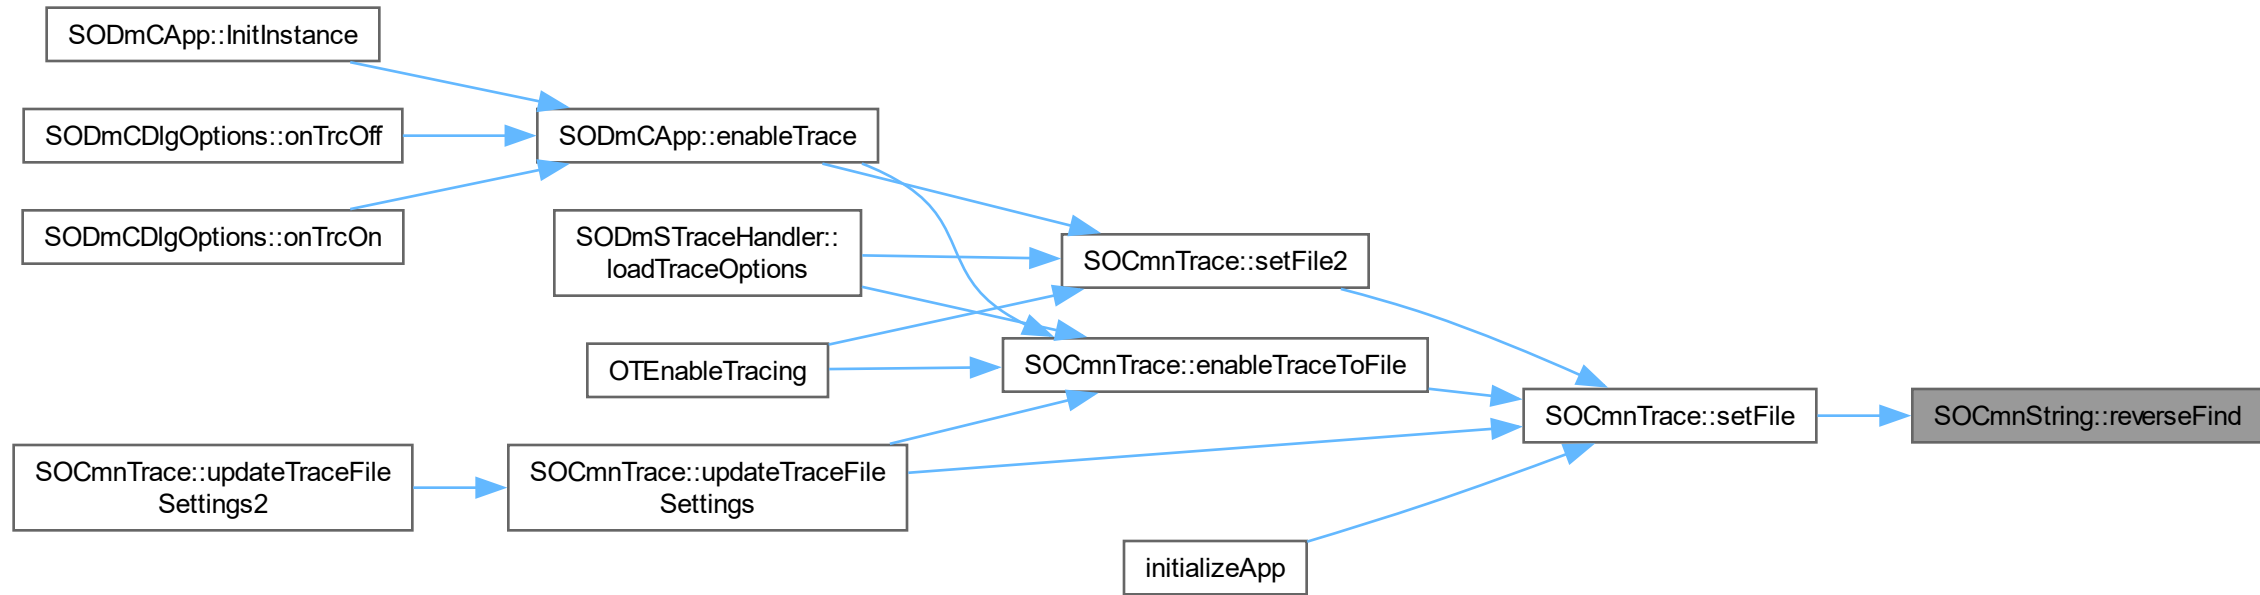 SODmCApp::InitInstance
SODmCDlgOptions::onTrcOff
SODmCDlgOptions::onTrcOn
SODmCApp::enableTrace
SODmSTraceHandler::
loadTraceOptions
OTEnableTracing
SOCmnTrace::updateTraceFile
Settings2
SOCmnTrace::updateTraceFile
Settings
SOCmnTrace::setFile2
SOCmnTrace::enableTraceToFile
initializeApp
SOCmnTrace::setFile
SOCmnString::reverseFind